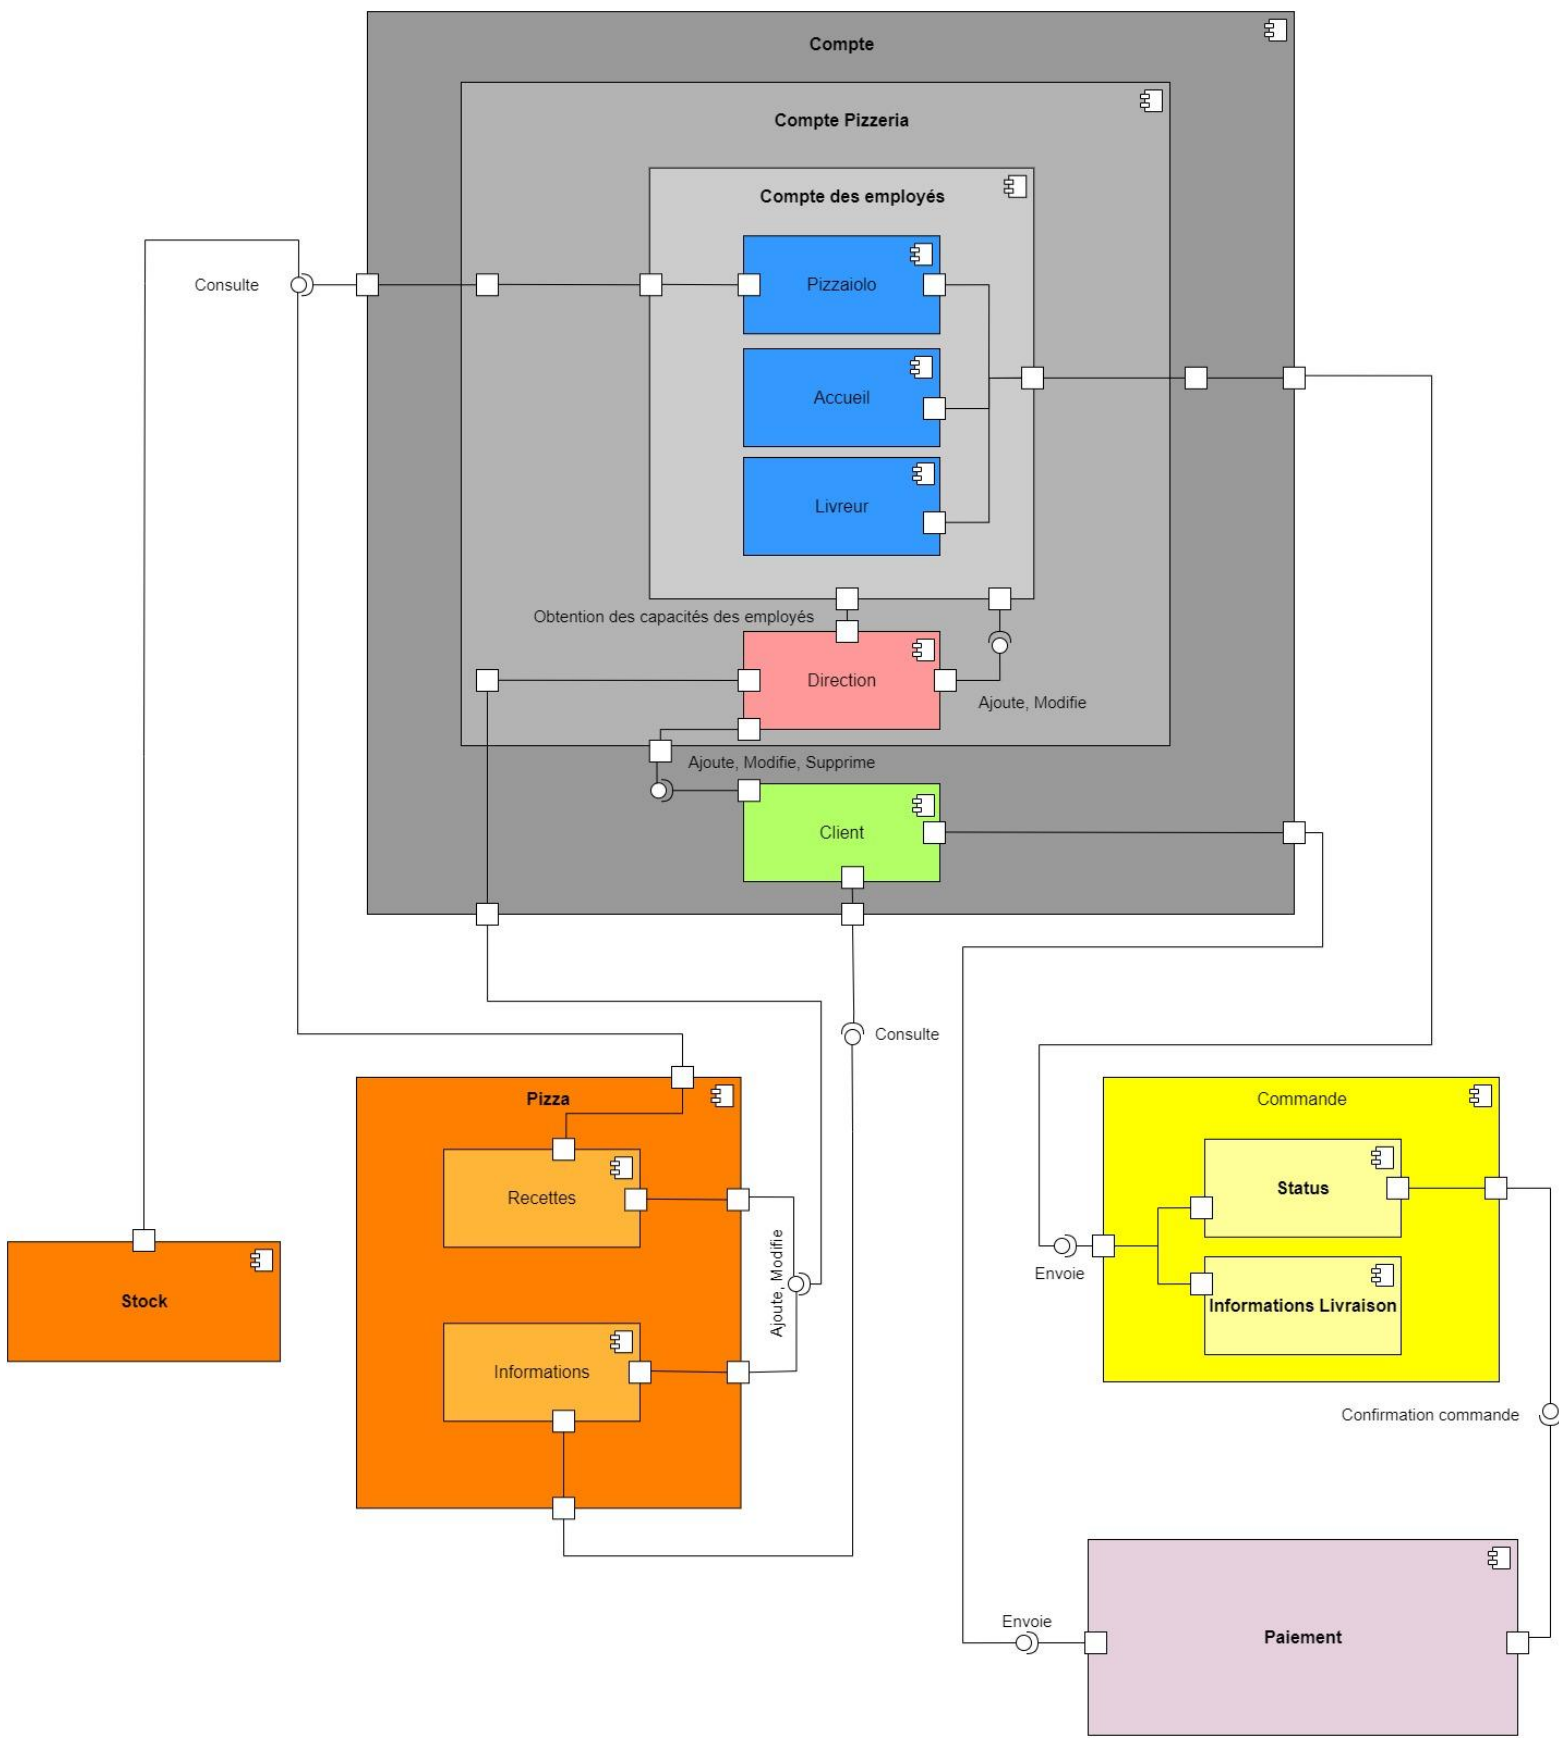 Compte
Compte Pizzeria
Compte des employés
Consulte
Pizzaiolo
Accueil
Livreur
Obtention des capacités des employés
Direction
Ajoute, Modifie
Ajoute, Modifie, Supprime
Client
Consulte
Pizza
Commande
Recettes
Status
Ajoute, Modifie
Envoie
Stock
Informations Livraison
Informations
Confirmation commande
Envoie
Paiement